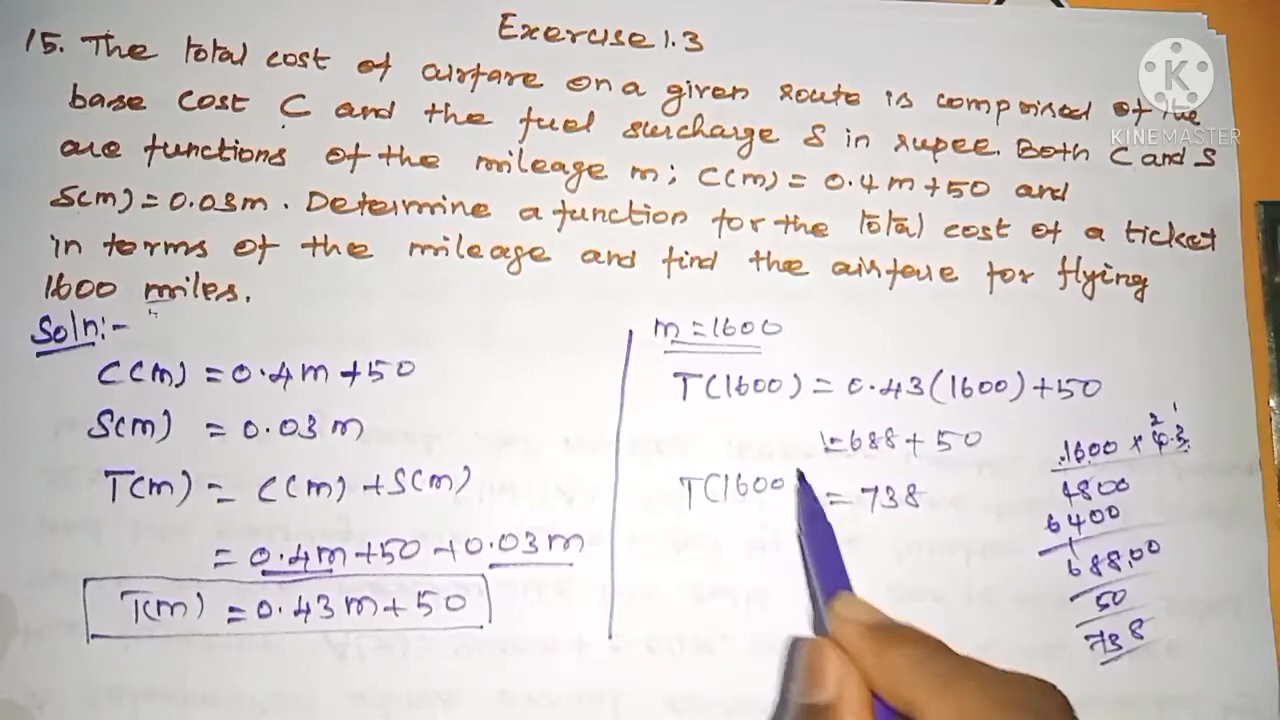 Exercise 1.3
15. The total cost of airfare on a given route is comprised of the
base cost C and the fuel surcharge S in rupee. Both C and S
are functions of the mileage m; C(m) = 0.4m+50 and
S(m) = 0.03m. Determine a function for the total cost of a ticket
in terms of the mileage and find the airfare for flying
1600 miles.
Soln:-
C(m) = 0.4m+50
S(m) = 0.03m
T(m) = C(m) + S(m)
= 0.4m+50+0.03m
T(m) = 0.43m+50
m = 1600
T(1600) = 0.43(1600)+50
= 688+50
T(1600 = 738
1600 ×
4800
6400
688.00
50
738
K
KINEMASTER